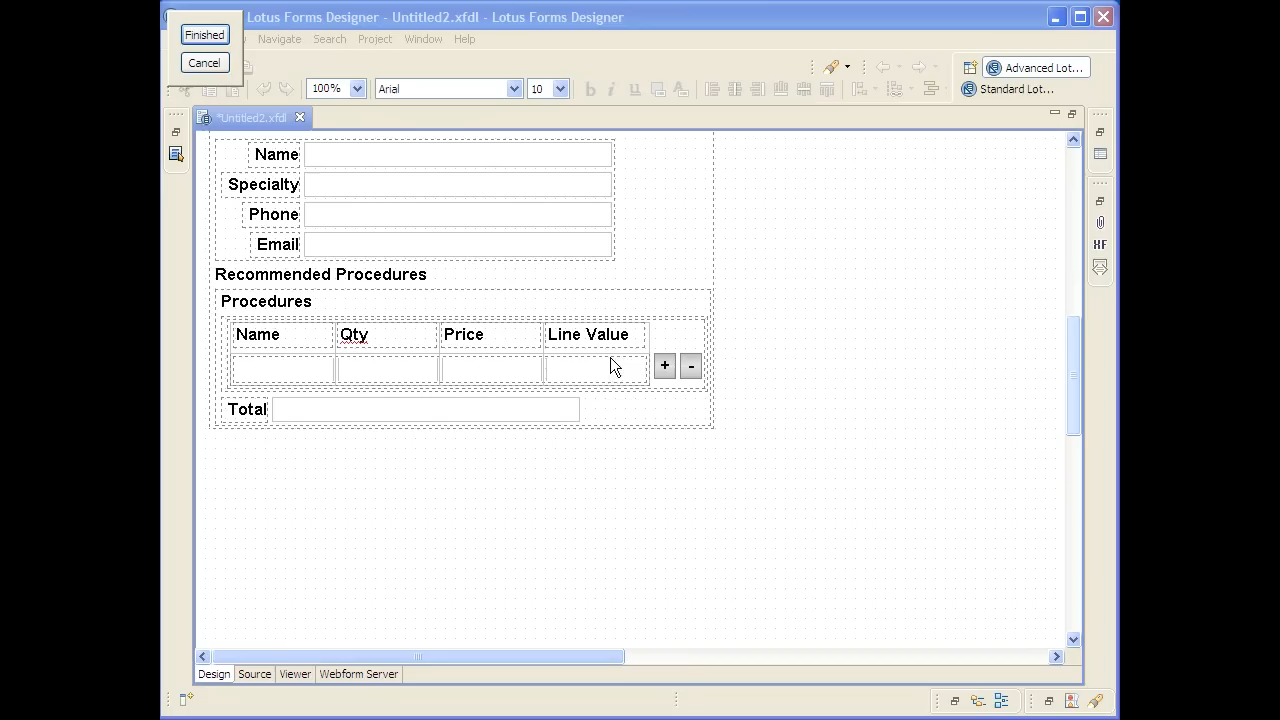 Lotus Forms Designer - Untitled2.xfdl - Lotus Forms Designer
Finished
Cancel
Navigate Search Project Window Help
Advanced Lot...
100% Arial 10 b i u
Standard Lot...
*Untitled2.xfdl
Name
Specialty
Phone
Email
XF
Recommended Procedures
Procedures
Name Qty Price Line Value
+ -
Total
Design Source Viewer Webform Server